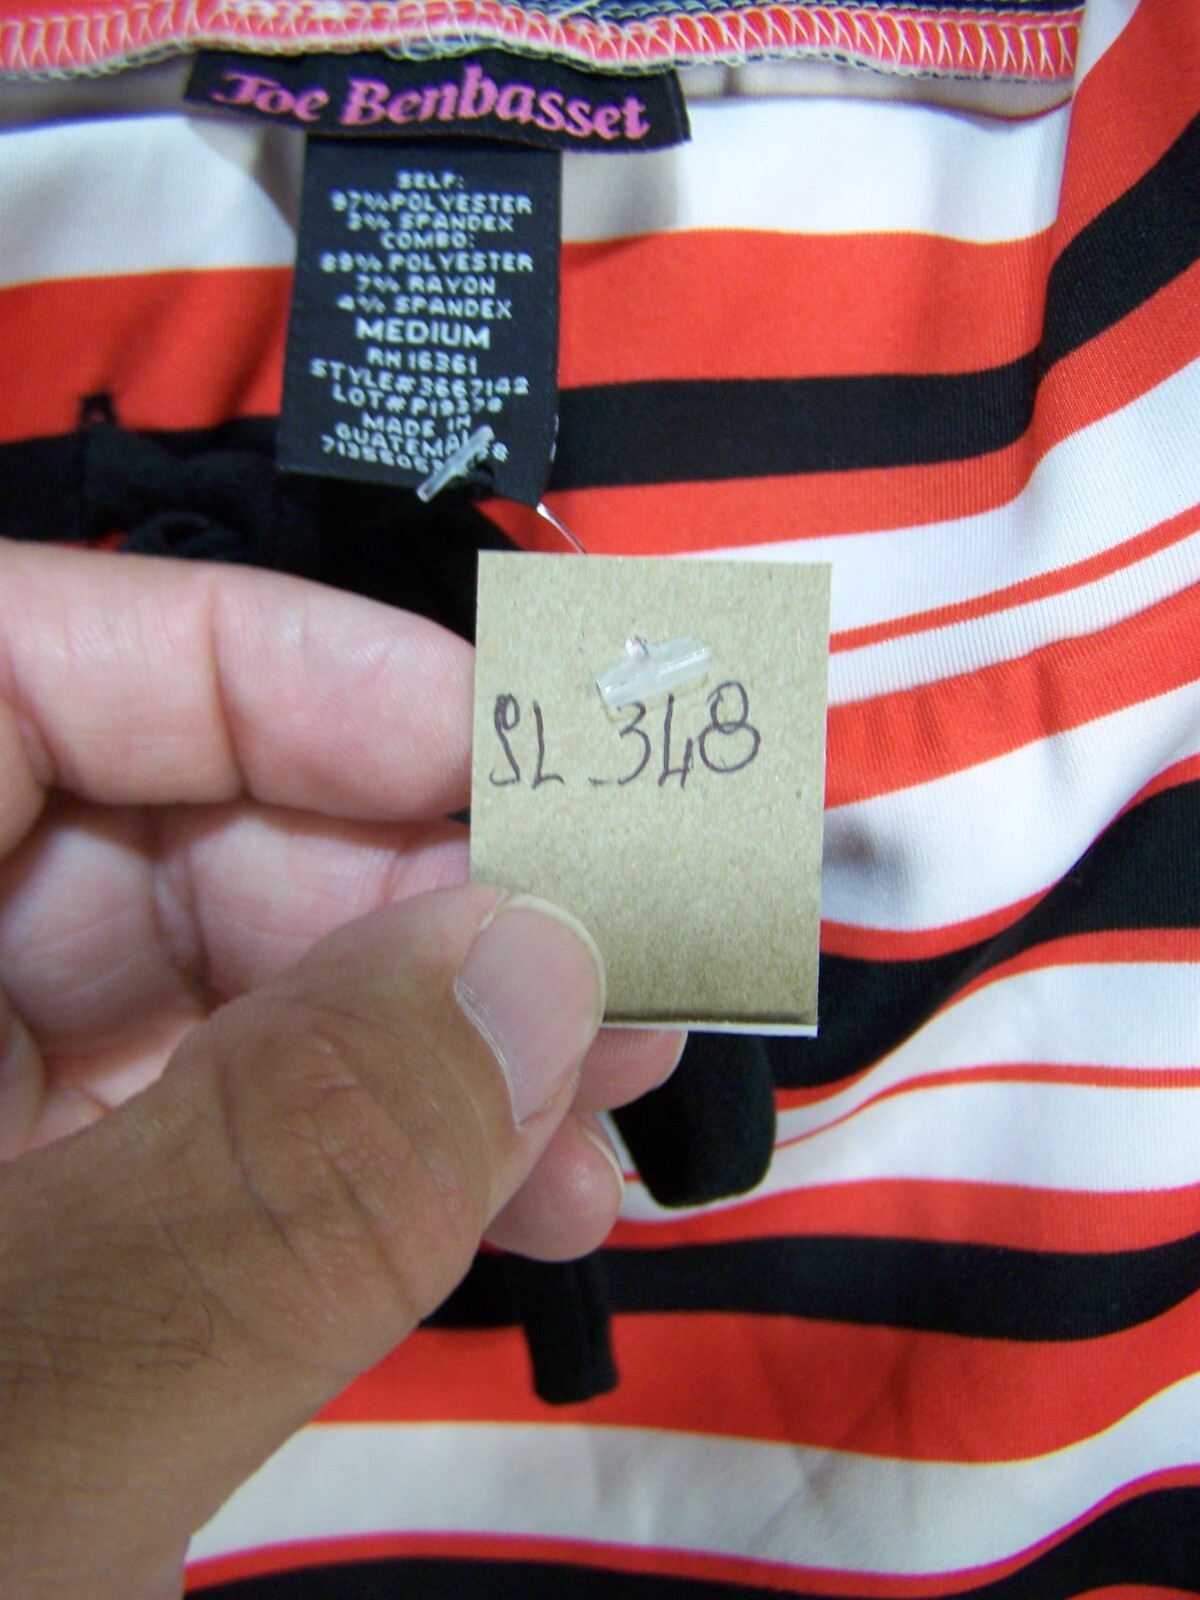 Joe Benbasset
SELF:
97% POLYESTER
3% SPANDEX
COMBO:
89% POLYESTER
7% RAYON
4% SPANDEX
MEDIUM
RN 16361
STYLE#3667142
LOT#P19378
MADE IN
GUATEMALA
SL 348